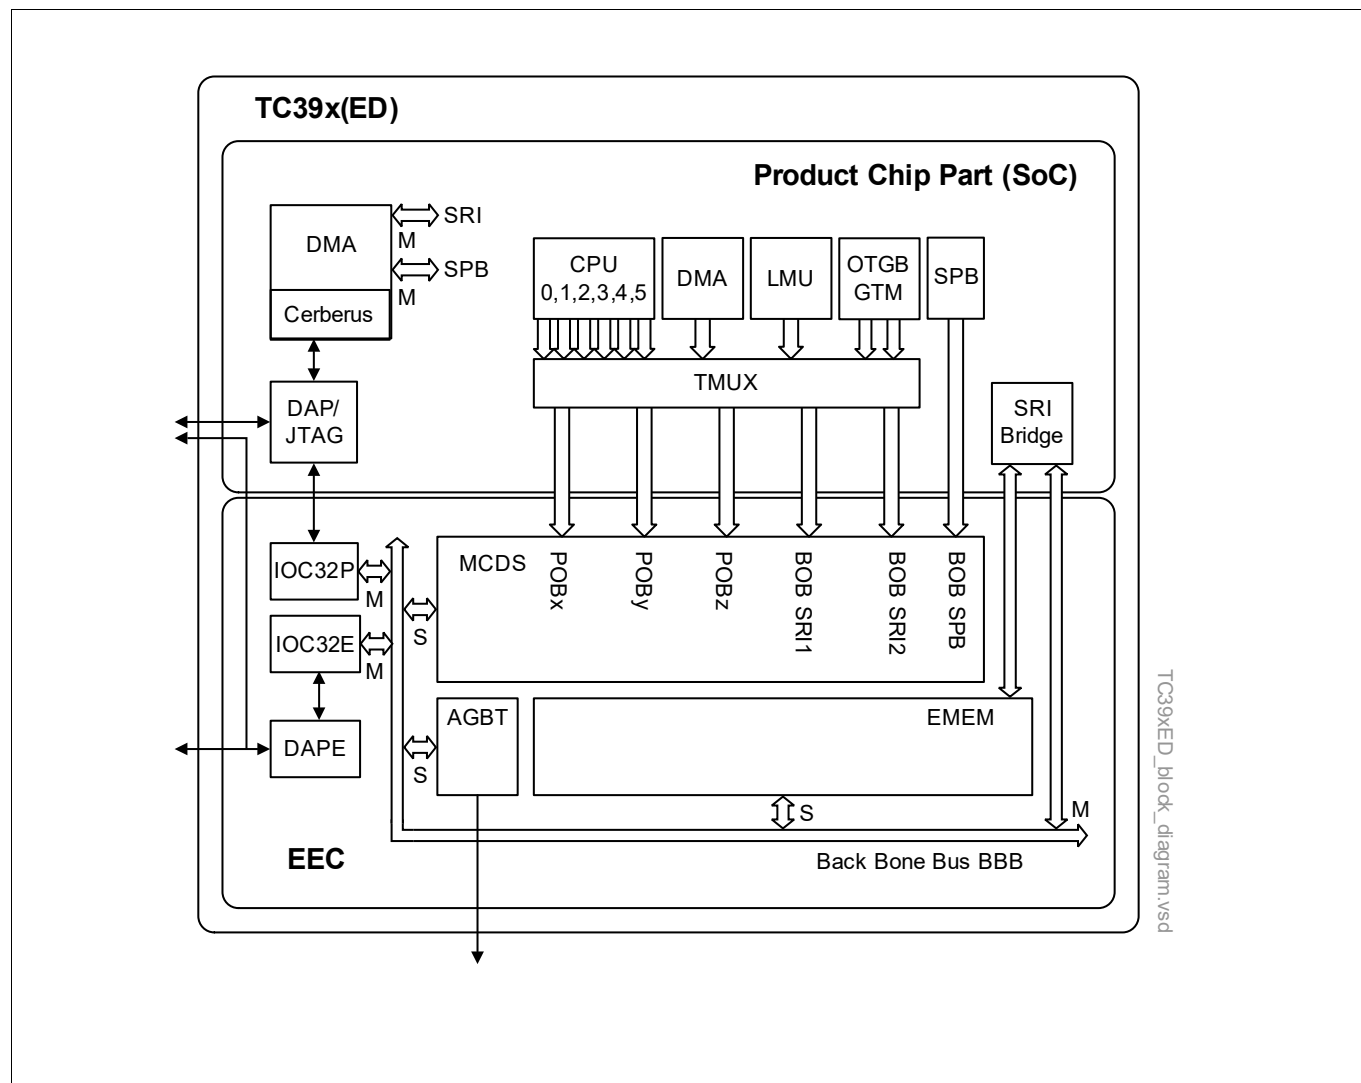 TC39x(ED)
Product Chip Part (SoC)
DMA
Cerberus
SRI
M
SPB
M
CPU
0,1,2,3,4,5
DMA
LMU
OTGB
GTM
SPB
TMUX
DAP/
JTAG
SRI
Bridge
IOC32P
M
IOC32E
M
DAPE
MCDS
S
POBx
POBy
POBz
BOB SRI1
BOB SRI2
BOB SPB
AGBT
S
EMEM
S
M
EEC
Back Bone Bus BBB
TC39xED_block_diagram.vsd